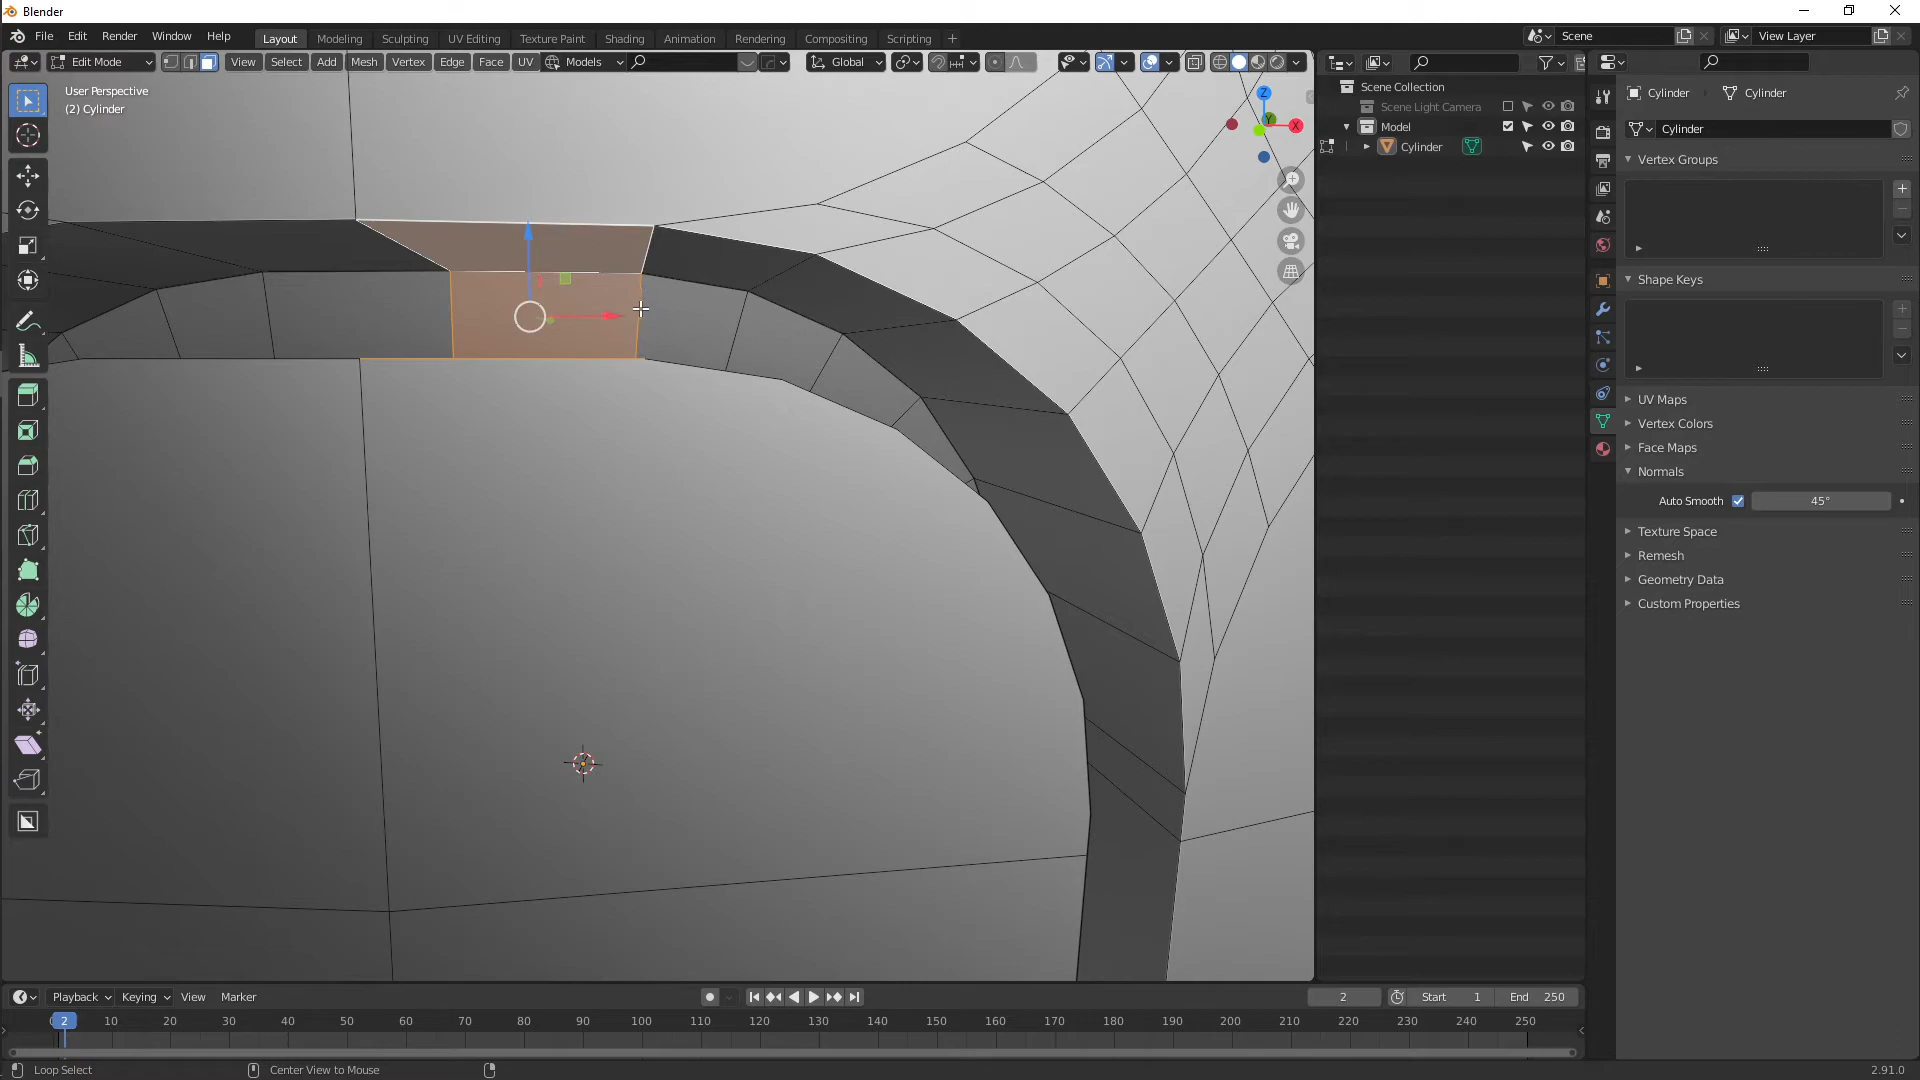 Blender
File Edit Render Window Help Layout Modeling Sculpting UV Editing Texture Paint Shading Animation Rendering Compositing Scripting + Scene View Layer
Edit Mode View Select Add Mesh Vertex Edge Face UV Models Global
User Perspective
(2) Cylinder
Z
Y
X
Scene Collection
Scene Light Camera
Model
Cylinder
Cylinder Cylinder
Cylinder
Vertex Groups
Shape Keys
UV Maps
Vertex Colors
Face Maps
Normals
Auto Smooth 45°
Texture Space
Remesh
Geometry Data
Custom Properties
Playback Keying View Marker 2 Start 1 End 250
2 10 20 30 40 50 60 70 80 90 100 110 120 130 140 150 160 170 180 190 200 210 220 230 240 250
Loop Select Center View to Mouse 2.91.0